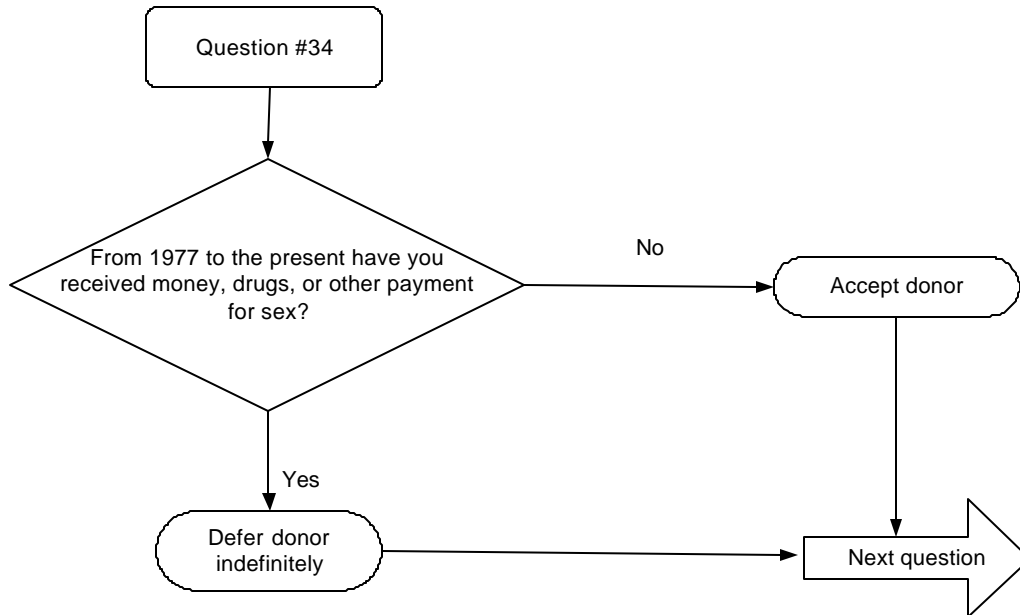 Question #34
From 1977 to the present have you
received money, drugs, or other payment
for sex?
No
Accept donor
Yes
Defer donor
indefinitely
Next question